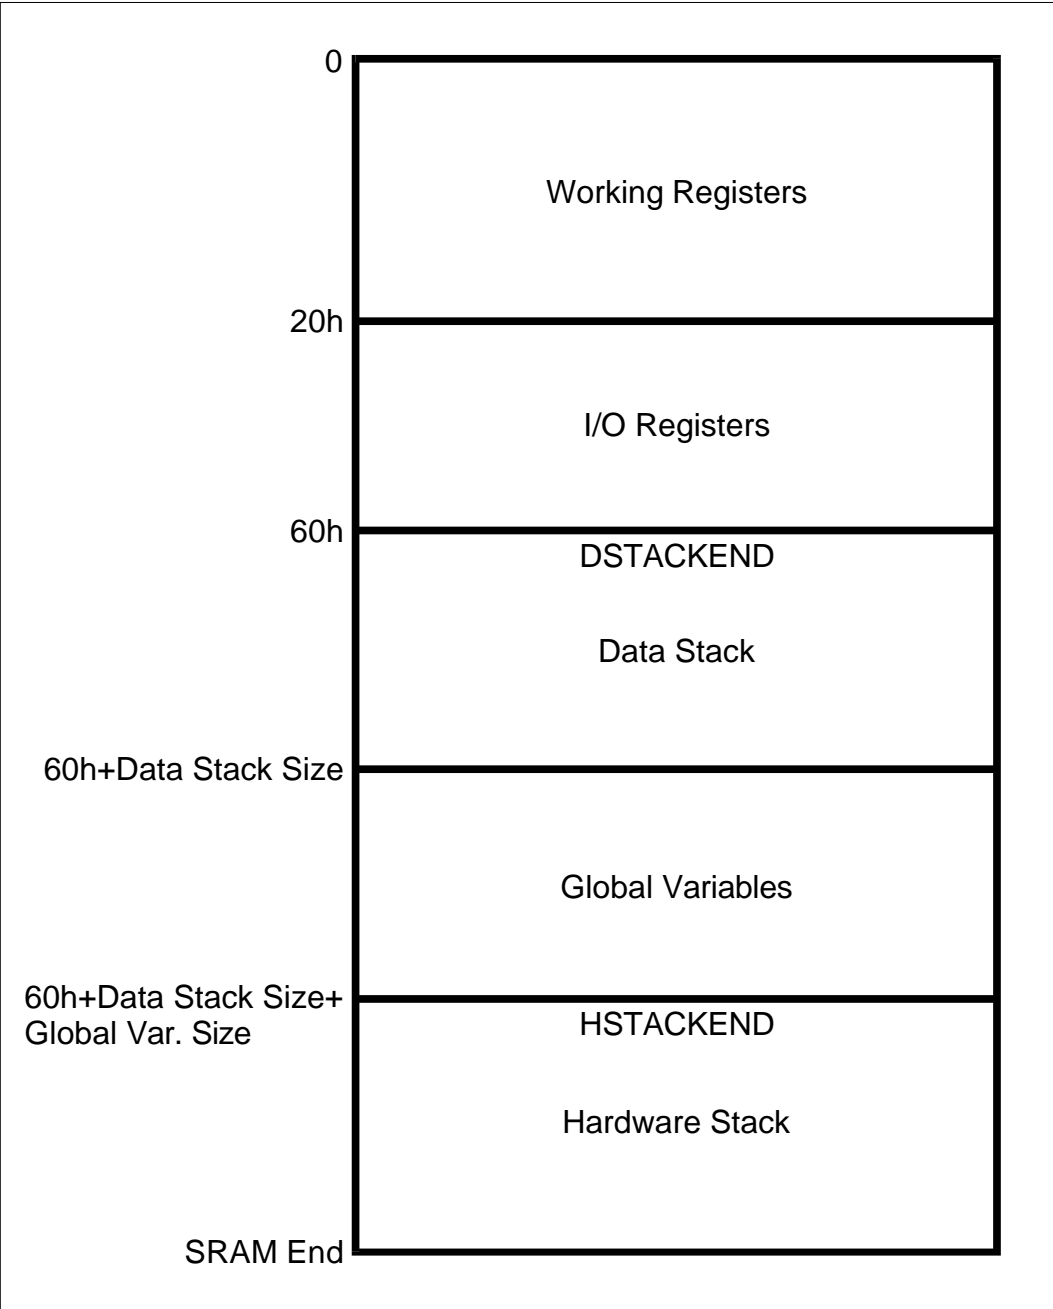 0
Working Registers
20h
I/O Registers
60h
DSTACKEND
Data Stack
60h+Data Stack Size
Global Variables
60h+Data Stack Size+
Global Var. Size
HSTACKEND
Hardware Stack
SRAM End